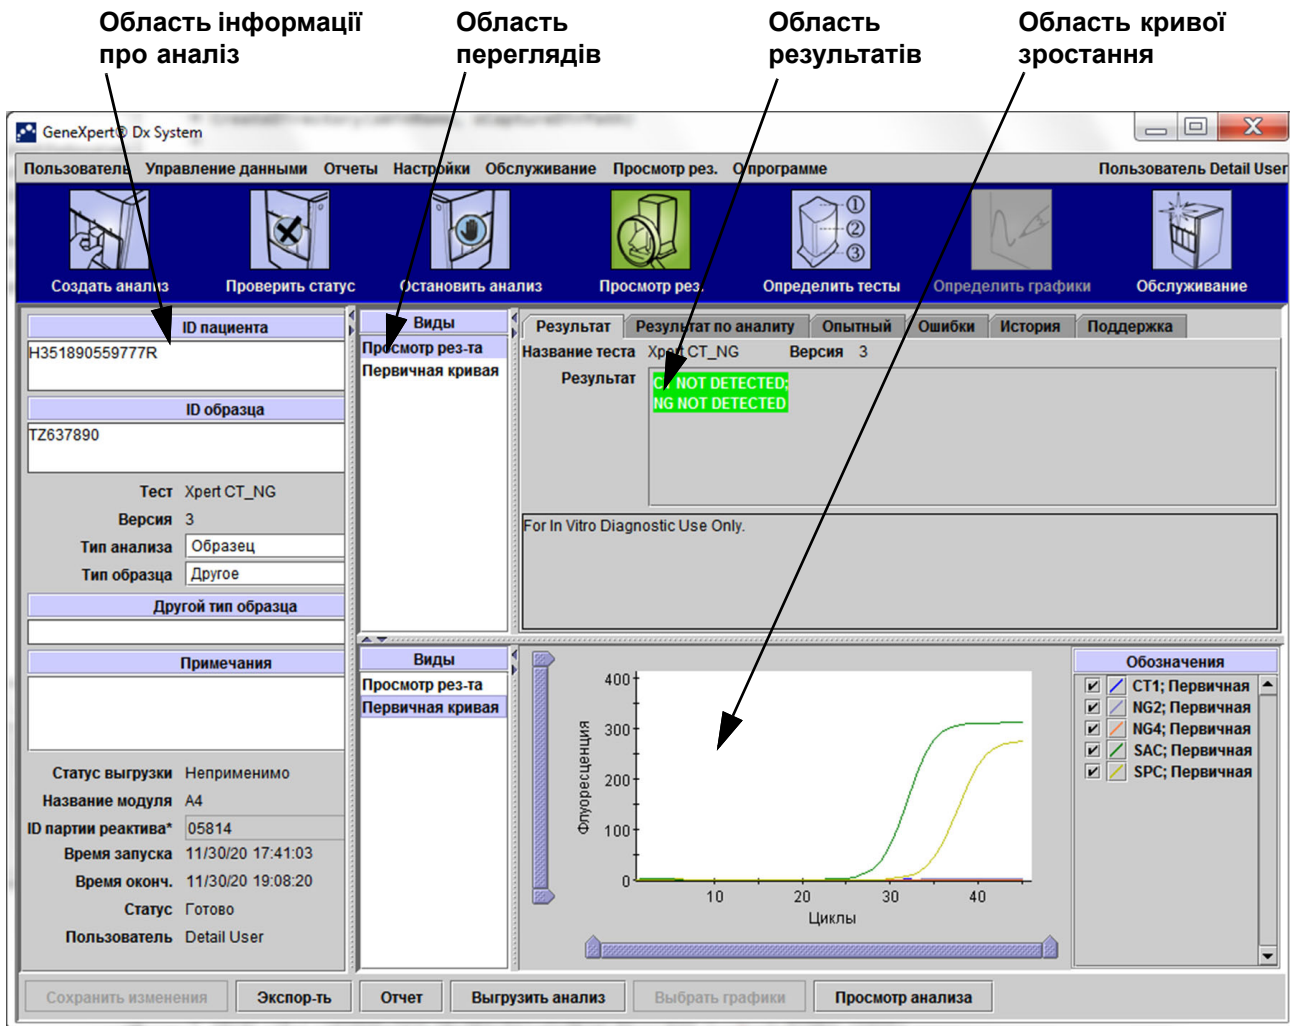 Область інформації
про аналіз
Область
переглядів
Область
результатів
Область кривої
зростання
GeneXpert® Dx System
Пользователь Управление данными Отчеты Настройки Обслуживание Просмотр рез. О программе Пользователь Detail User
Создать анализ Проверить статус Остановить анализ Просмотр рез. Определить тесты Определить графики Обслуживание
ID пациента
H351890559777R
ID образца
TZ637890
Тест Xpert CT_NG
Версия 3
Тип анализа Образец
Тип образца Другое
Другой тип образца
Примечания
Статус выгрузки Неприменимо
Название модуля A4
ID партии реактива* 05814
Время запуска 11/30/20 17:41:03
Время оконч. 11/30/20 19:08:20
Статус Готово
Пользователь Detail User
Виды
Просмотр рез-та
Первичная кривая
Результат Результат по аналиту Опытный Ошибки История Поддержка
Название теста Xpert CT_NG Версия 3
Результат
CT NOT DETECTED;
NG NOT DETECTED
For In Vitro Diagnostic Use Only.
Виды
Просмотр рез-та
Первичная кривая
Флуоресценция
400
300
200
100
0
10 20 30 40
Циклы
Обозначения
CT1; Первичная
NG2; Первичная
NG4; Первичная
SAC; Первичная
SPC; Первичная
Сохранить изменения Экспор-ть Отчет Выгрузить анализ Выбрать графики Просмотр анализа